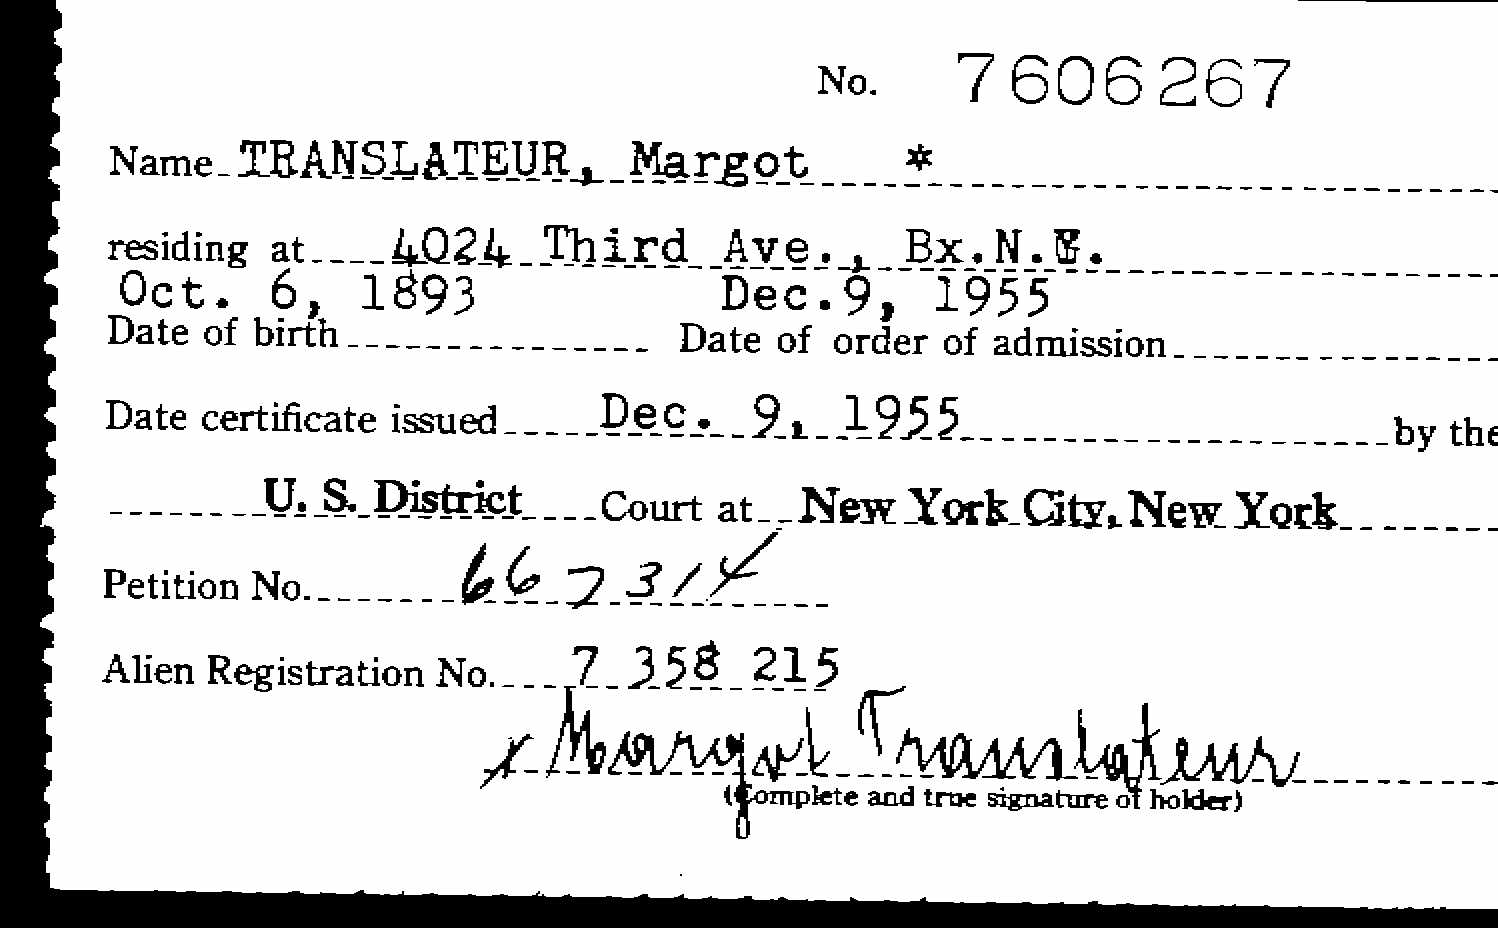 No. 7606267
Name TRANSLATEUR, Margot *
residing at 4024 Third Ave., Bx.N.Y.
Oct. 6, 1893 Dec.9, 1955
Date of birth Date of order of admission
Date certificate issued Dec. 9, 1955 by the
U. S. District Court at New York City, New York
Petition No. 667314
Alien Registration No. 7 358 215
x Margot Translateur
(Complete and true signature of holder)